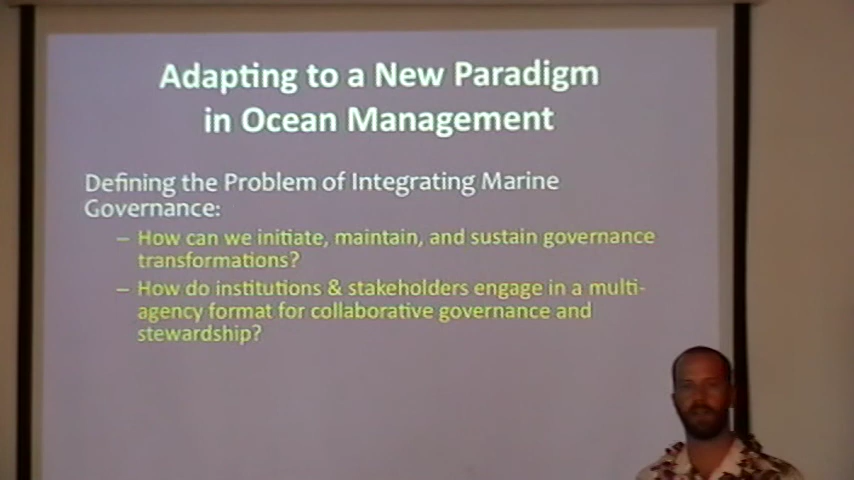 Adapting to a New Paradigm
in Ocean Management
Defining the Problem of Integrating Marine
Governance:
– How can we initiate, maintain, and sustain governance
transformations?
– How do institutions & stakeholders engage in a multi-
agency format for collaborative governance and
stewardship?